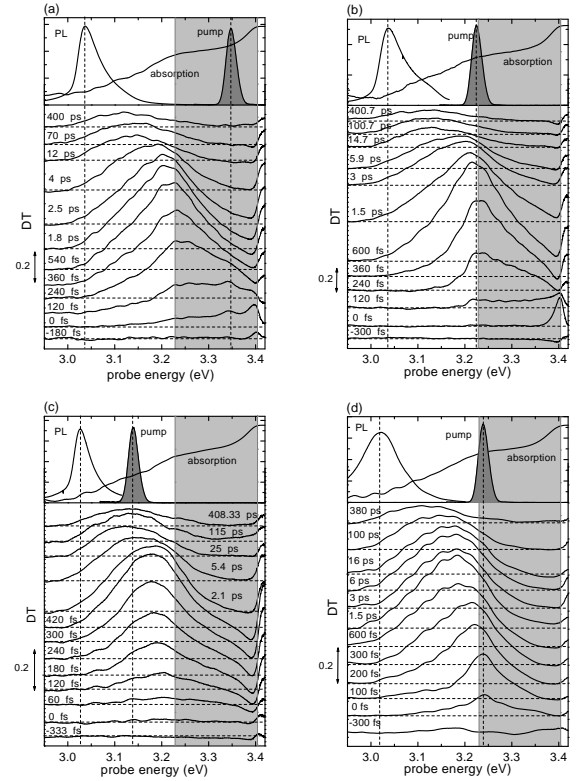 (a)
PL
pump
absorption
400 ps
70 ps
12 ps
4 ps
2.5 ps
1.8 ps
540 fs
360 fs
240 fs
120 fs
0 fs
-180 fs
DT
0.2
3.0 3.1 3.2 3.3 3.4
probe energy (eV)
(b)
PL
pump
absorption
400.7 ps
100.7 ps
14.7 ps
5.9 ps
3 ps
1.5 ps
600 fs
360 fs
240 fs
120 fs
0 fs
-300 fs
DT
0.2
3.0 3.1 3.2 3.3 3.4
probe energy (eV)
(c)
PL
pump
absorption
408.33 ps
115 ps
25 ps
5.4 ps
2.1 ps
420 fs
300 fs
240 fs
180 fs
120 fs
60 fs
0 fs
-333 fs
DT
0.2
3.0 3.1 3.2 3.3 3.4
probe energy (eV)
(d)
PL
pump
absorption
380 ps
100 ps
16 ps
6 ps
3 ps
1.5 ps
600 fs
300 fs
200 fs
100 fs
0 fs
-300 fs
DT
0.2
3.0 3.1 3.2 3.3 3.4
probe energy (eV)